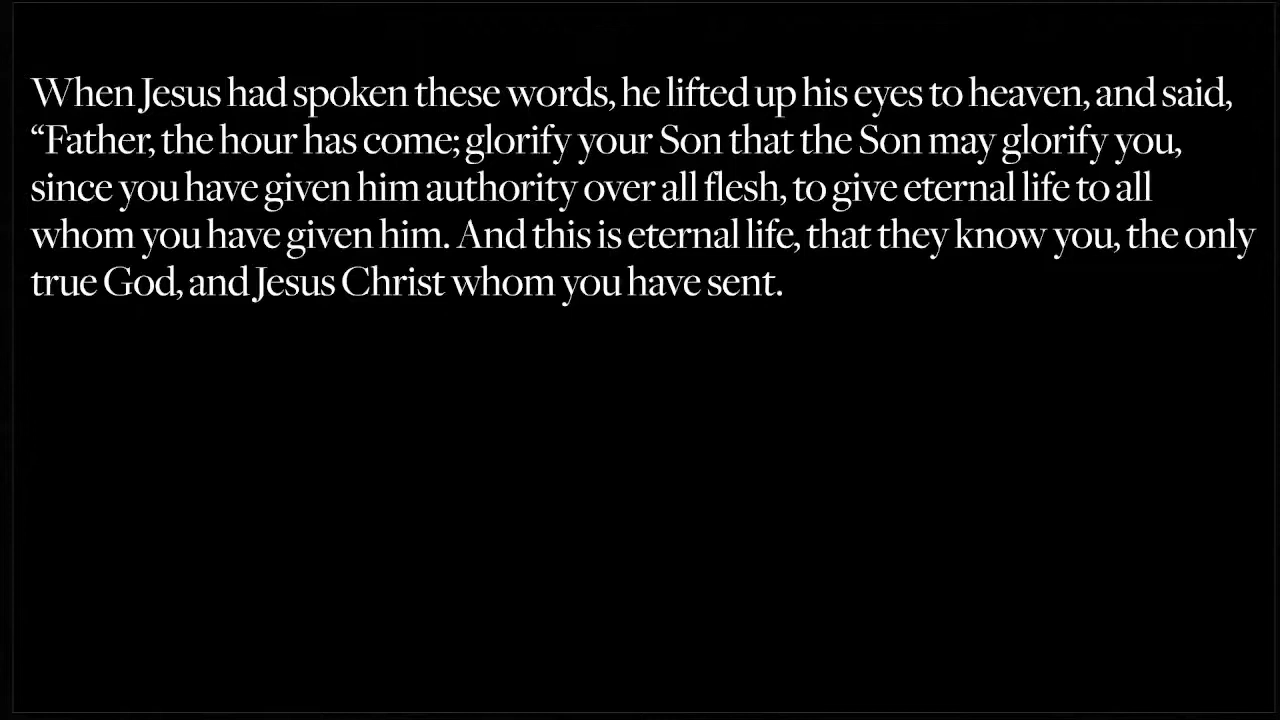 When Jesus had spoken these words, he lifted up his eyes to heaven, and said,
“Father, the hour has come; glorify your Son that the Son may glorify you,
since you have given him authority over all flesh, to give eternal life to all
whom you have given him. And this is eternal life, that they know you, the only
true God, and Jesus Christ whom you have sent.